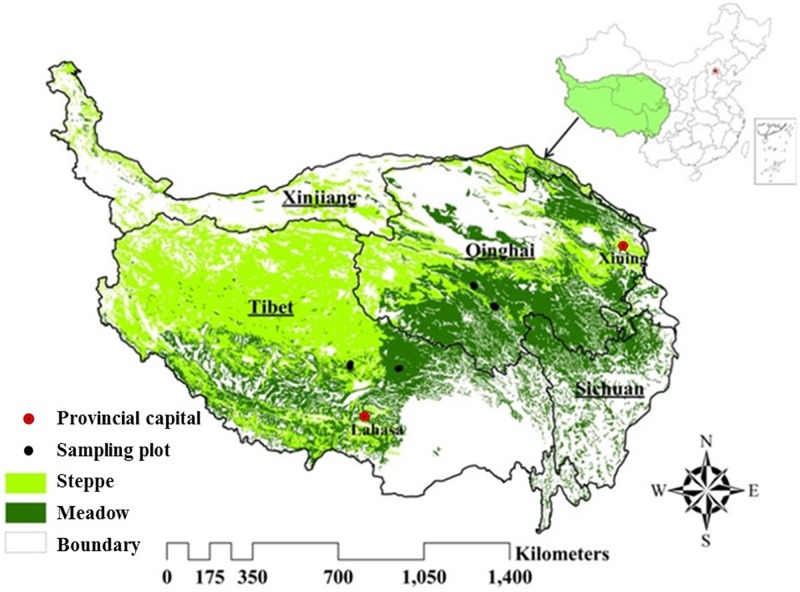 Xinjiang
Qinghai
Xining
Tibet
Sichuan
Lahasa
Provincial capital
Sampling plot
Steppe
Meadow
Boundary
N
W E
S
Kilometers
0 175 350 700 1,050 1,400